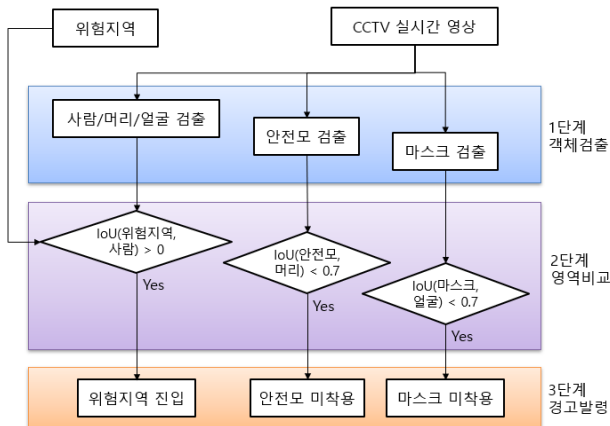 위험지역
CCTV 실시간 영상
사람/머리/얼굴 검출
안전모 검출
마스크 검출
1단계
객체검출
IoU(위험지역,
사람) > 0
IoU(안전모,
머리) < 0.7
IoU(마스크,
얼굴) < 0.7
2단계
영역비교
Yes
Yes
Yes
위험지역 진입
안전모 미착용
마스크 미착용
3단계
경고발령